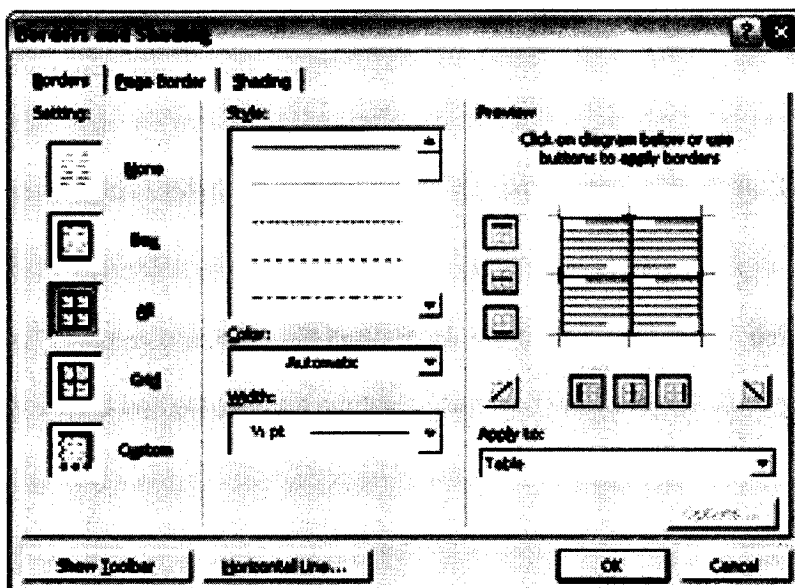 Borders and Shading
Borders Page Border Shading
Setting:
None
Box
All
Grid
Custom
Style:
Color:
Automatic
Width:
½ pt
Preview
Click on diagram below or use
buttons to apply borders
Apply to:
Table
Options...
Show Toolbar Horizontal Line... OK Cancel